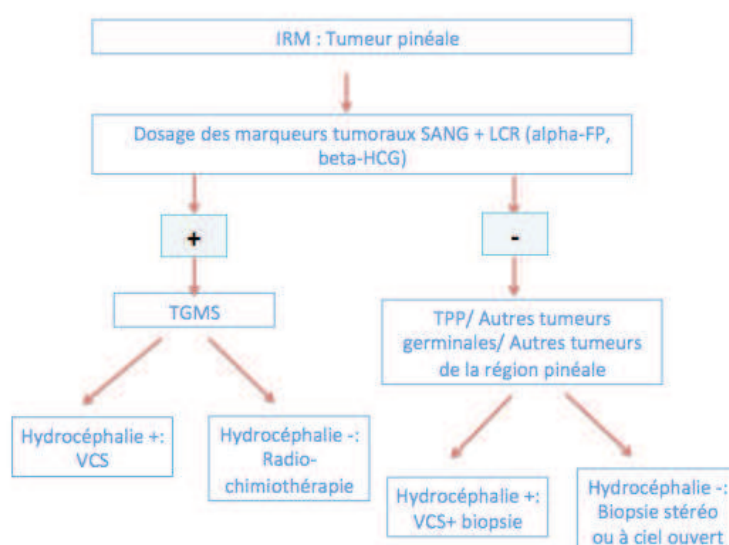 IRM : Tumeur pinéale
Dosage des marqueurs tumoraux SANG + LCR (alpha-FP,
beta-HCG)
+
-
TGMS
TPP/ Autres tumeurs
germinales/ Autres tumeurs
de la région pinéale
Hydrocéphalie +:
VCS
Hydrocéphalie -:
Radio-
chimiothérapie
Hydrocéphalie +:
VCS+ biopsie
Hydrocéphalie -:
Biopsie stéréo
ou à ciel ouvert